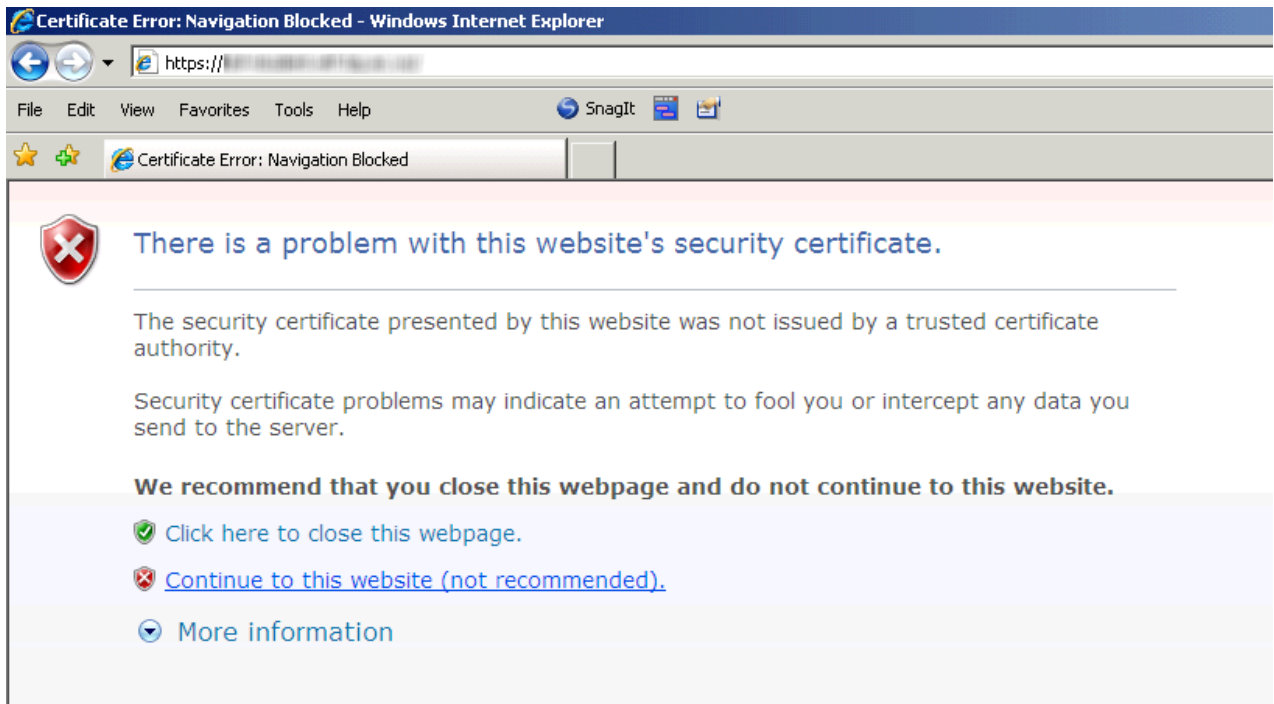 Certificate Error: Navigation Blocked - Windows Internet Explorer
https://
File Edit View Favorites Tools Help SnagIt
Certificate Error: Navigation Blocked
There is a problem with this website's security certificate.
The security certificate presented by this website was not issued by a trusted certificate
authority.
Security certificate problems may indicate an attempt to fool you or intercept any data you
send to the server.
We recommend that you close this webpage and do not continue to this website.
Click here to close this webpage.
Continue to this website (not recommended).
More information